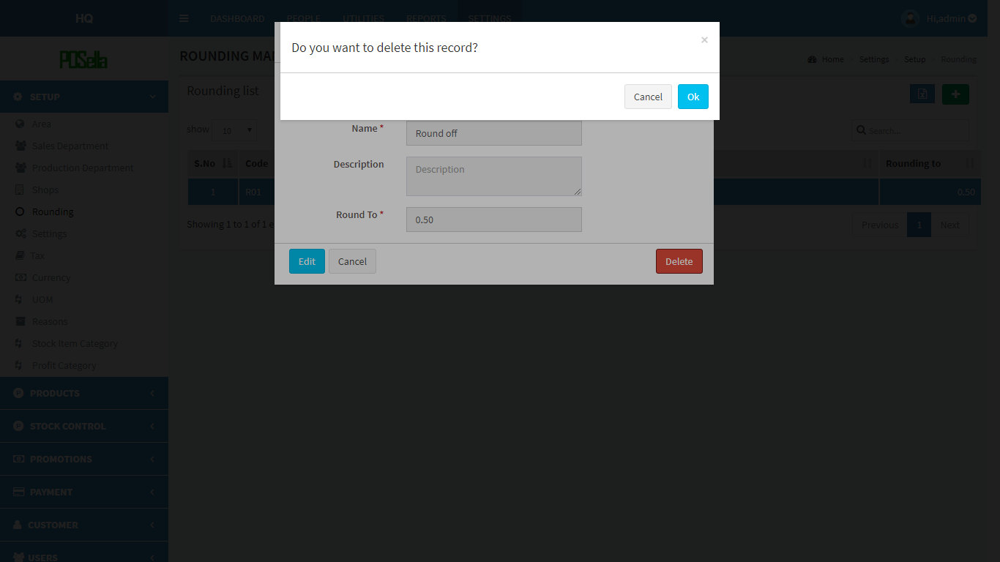 HQ
DASHBOARD PEOPLE UTILITIES REPORTS SETTINGS
Hi,admin
Do you want to delete this record?
×
Cancel Ok
POSella
ROUNDING MA
Home Settings Setup Rounding
Rounding list
show 10
Search...
S.No Code Rounding to
1 R01 0.50
Showing 1 to 1 of 1 e
Previous 1 Next
Name *
Round off
Description
Description
Round To *
0.50
Edit Cancel Delete
SETUP
Area
Sales Department
Production Department
Shops
Rounding
Settings
Tax
Currency
UOM
Reasons
Stock Item Category
Profit Category
PRODUCTS
STOCK CONTROL
PROMOTIONS
PAYMENT
CUSTOMER
USERS